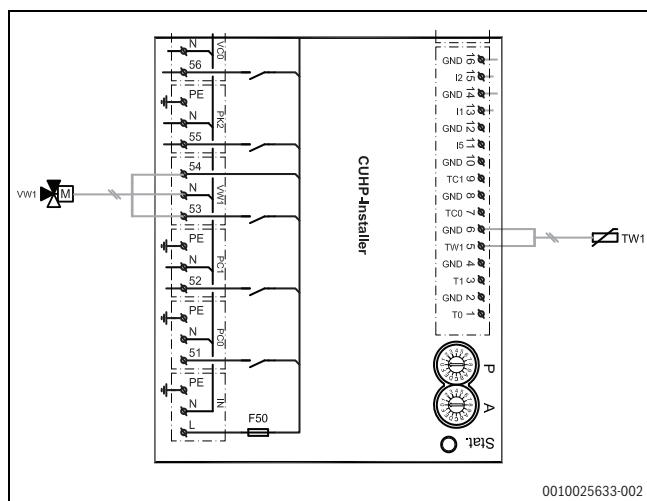 N
VC0
56
PE
N
PK2
55
54
N
VW1
53
PE
N
PC1
52
PE
N
PC0
51
PE
N
IN
L
F50
VW1
M
CUHP-Installer
GND 16
I2 15
GND 14
I1 13
GND 12
I5 11
GND 10
TC1 9
GND 8
TC0 7
GND 6
TW1 5
GND 4
T1 3
GND 2
T0 1
TW1
P
A
Stat.
0010025633-002